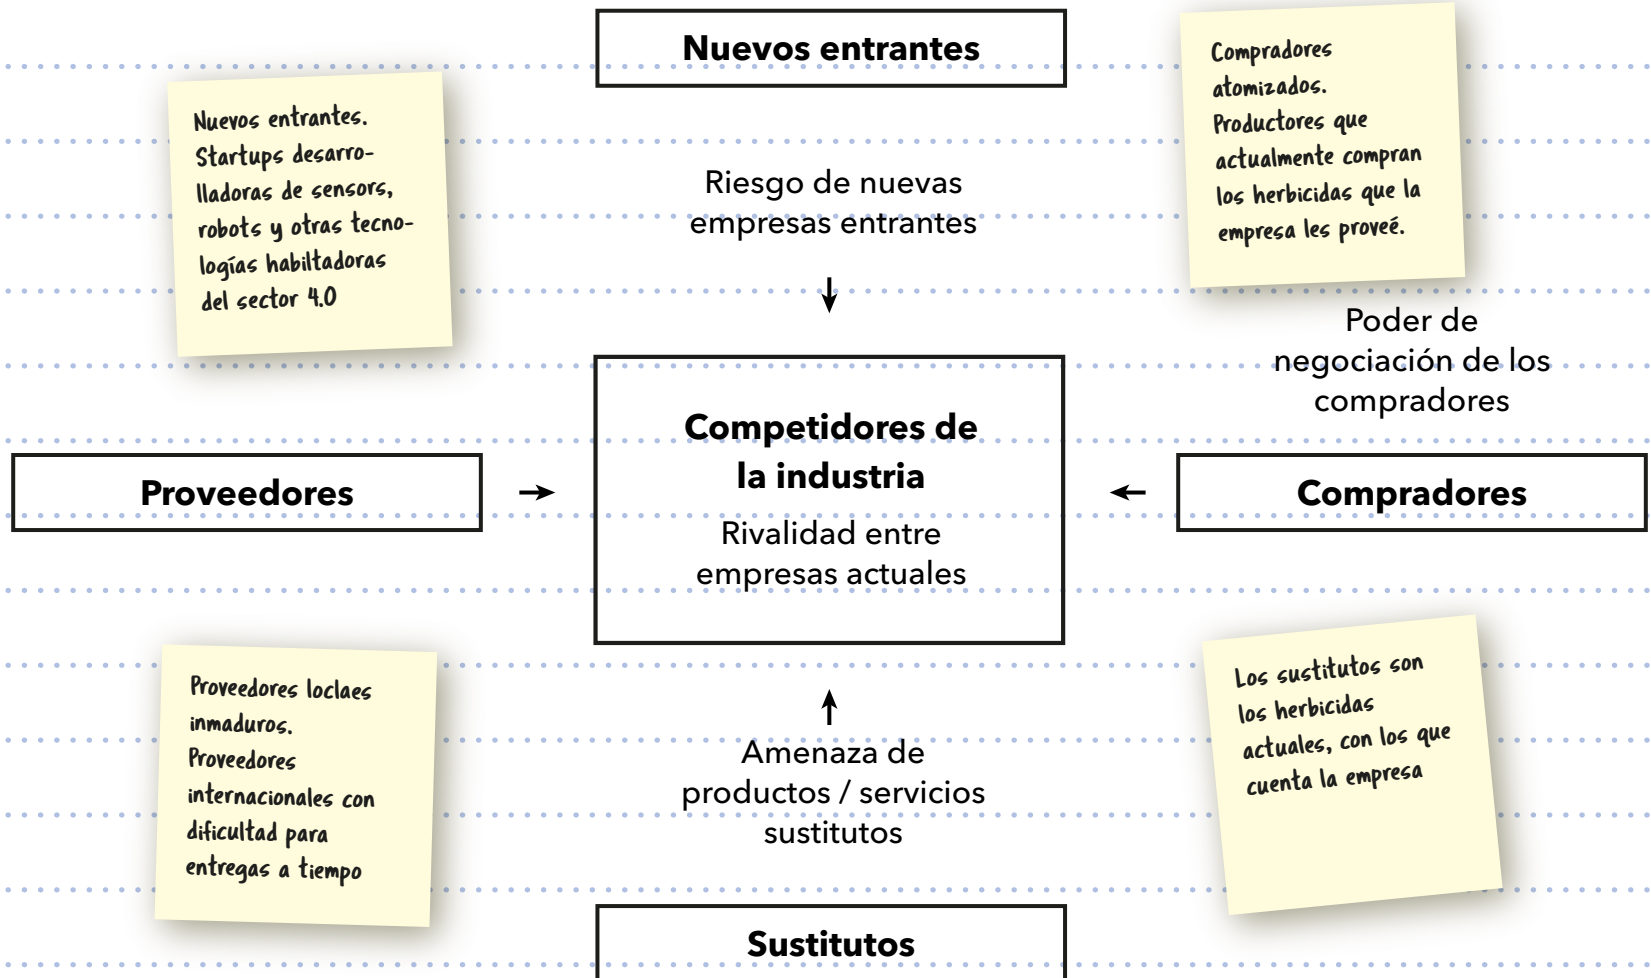 Nuevos entrantes
Nuevos entrantes.
Startups desarro-
lladoras de sensors,
robots y otras tecno-
logías habiltadoras
del sector 4.0
Riesgo de nuevas
empresas entrantes
Compradores
atomizados.
Productores que
actualmente compran
los herbicidas que la
empresa les proveé.
Poder de
negociación de los
compradores
Proveedores
Competidores de
la industria
Rivalidad entre
empresas actuales
Compradores
Proveedores loclaes
inmaduros.
Proveedores
internacionales con
dificultad para
entregas a tiempo
Amenaza de
productos / servicios
sustitutos
Los sustitutos son
los herbicidas
actuales, con los que
cuenta la empresa
Sustitutos